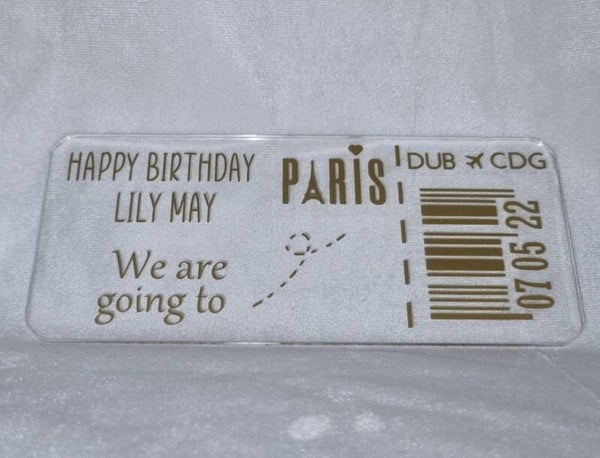 HAPPY BIRTHDAY
LILY MAY
We are
going to
PARIS
DUB CDG
07 05 22